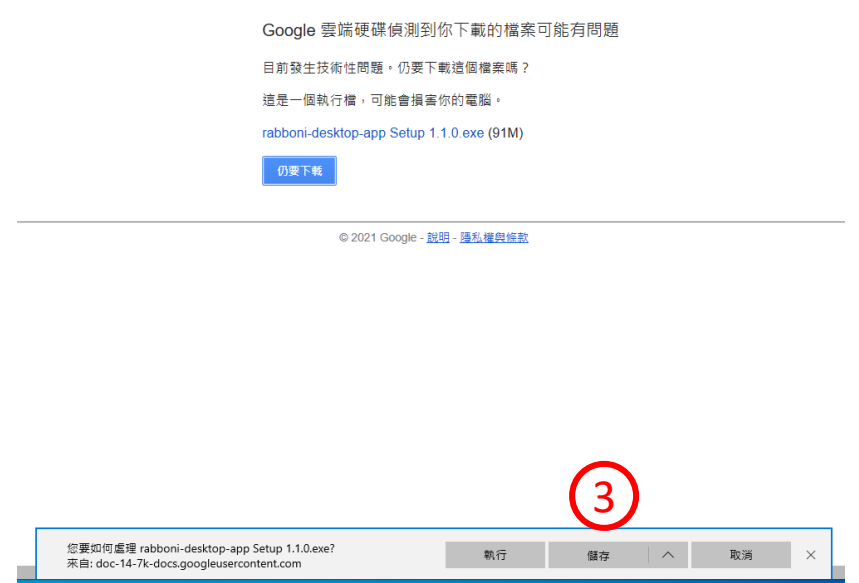 Google 雲端硬碟偵測到你下載的檔案可能有問題
目前發生技術性問題。仍要下載這個檔案嗎？
這是一個執行檔，可能會損害你的電腦。
rabboni-desktop-app Setup 1.1.0.exe (91M)
仍要下載
© 2021 Google - 說明 - 隱私權與條款
3
您要如何處理 rabboni-desktop-app Setup 1.1.0.exe?
來自: doc-14-7k-docs.googleusercontent.com
執行
儲存
取消